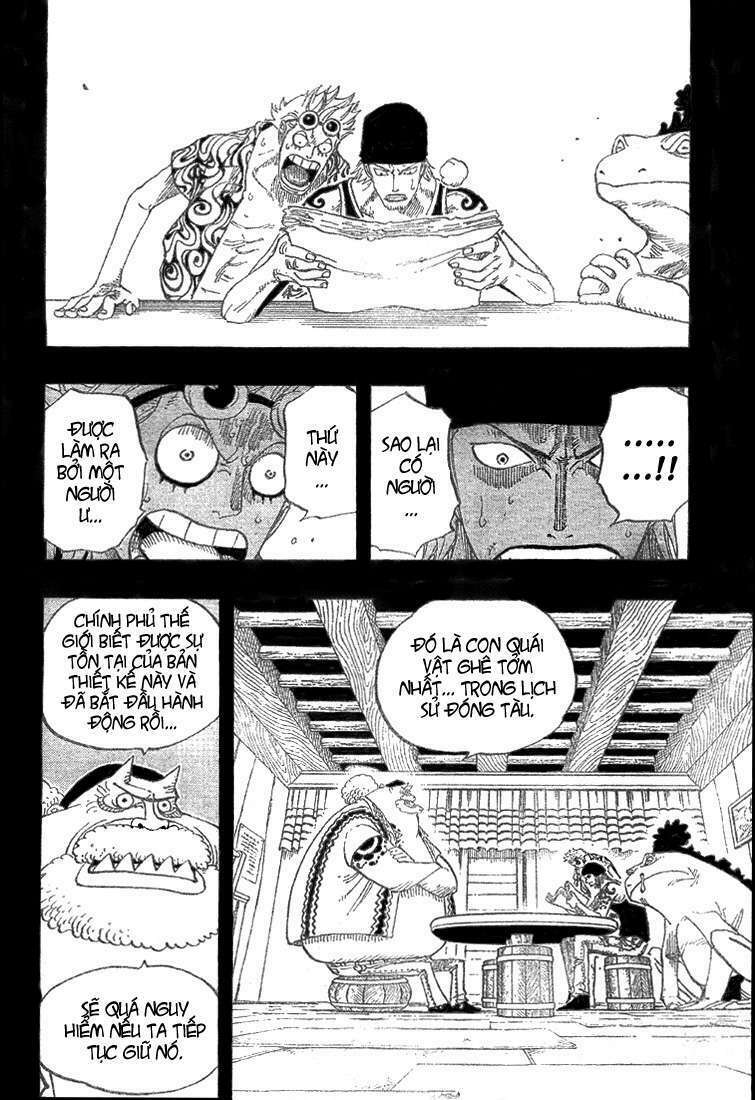 .....
....!!
SAO LẠI
CÓ
NGƯỜI
...
THỨ
NÀY
...
ĐƯỢC
LÀM RA
BỞI MỘT
NGƯỜI
Ư...
ĐÓ LÀ CON QUÁI
VẬT GHÊ TỞM
NHẤT... TRONG LỊCH
SỬ ĐÓNG TÀU.
CHÍNH PHỦ THẾ
GIỚI BIẾT ĐƯỢC SỰ
TỒN TẠI CỦA BẢN
THIẾT KẾ NÀY VÀ
ĐÃ BẮT ĐẦU HÀNH
ĐỘNG RỒI...
SẼ QUÁ NGUY
HIỂM NẾU TA TIẾP
TỤC GIỮ NÓ.